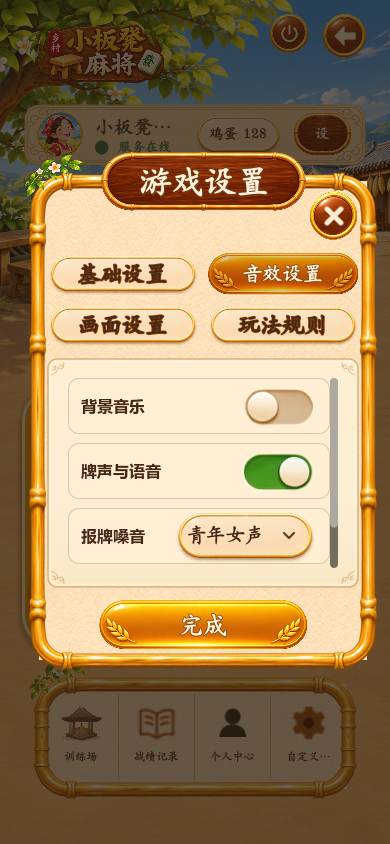 乡村
小板凳
麻将
發
小板凳…
服务在线
鸡蛋 128
设
游戏设置
基础设置
音效设置
画面设置
玩法规则
背景音乐
牌声与语音
报牌嗓音
青年女声
完成
训练场
战绩记录
个人中心
自定义…